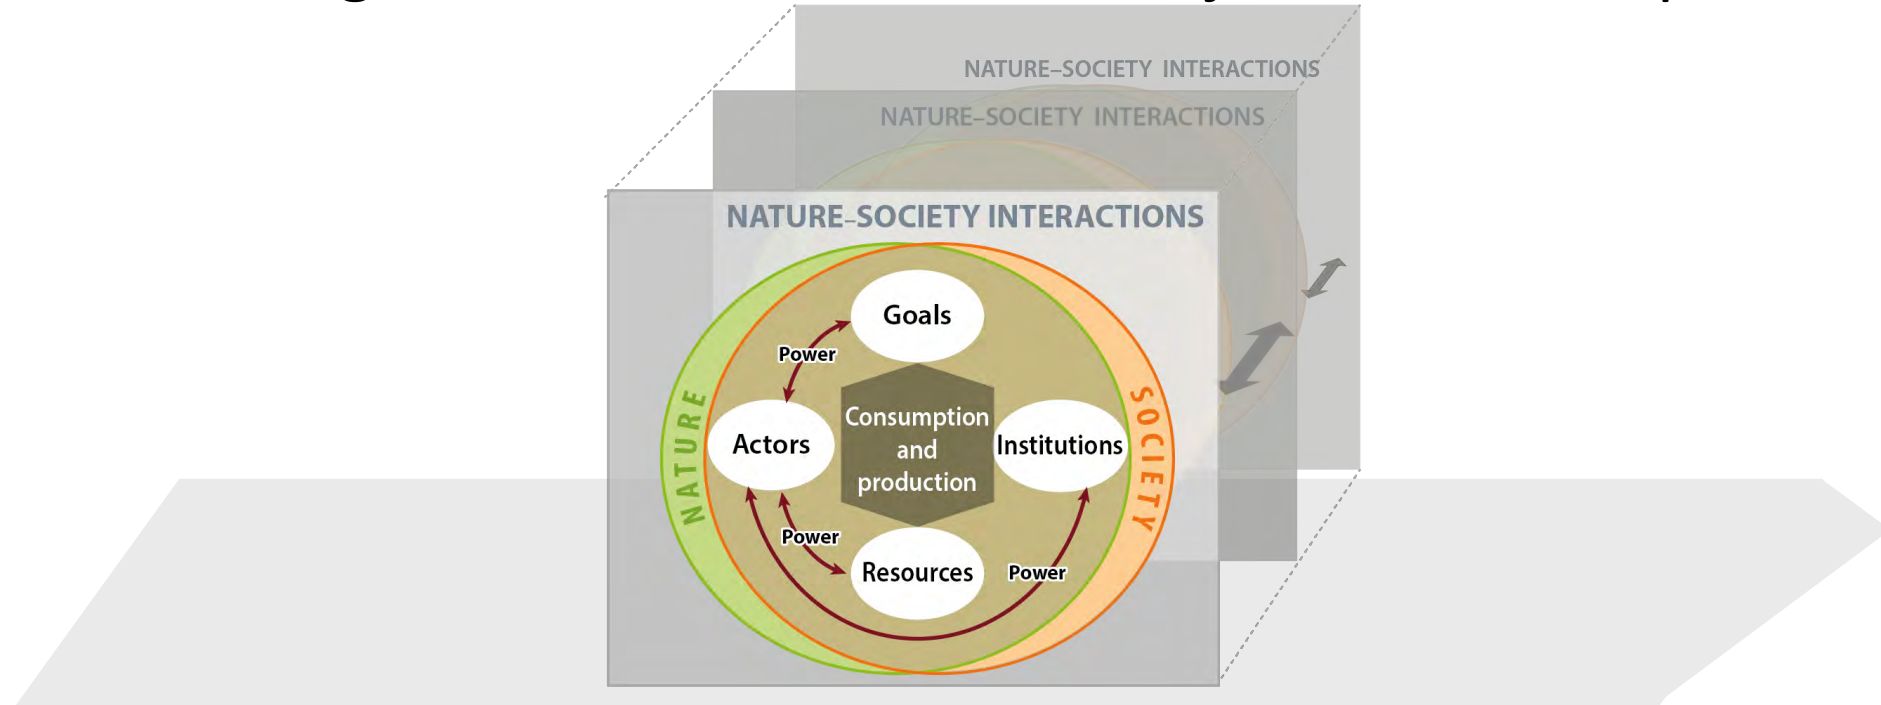 NATURE–SOCIETY INTERACTIONS
NATURE–SOCIETY INTERACTIONS
NATURE–SOCIETY INTERACTIONS
Goals
Power
NATURE
Actors
Consumption
and
production
Institutions
SOCIETY
Power
Resources
Power